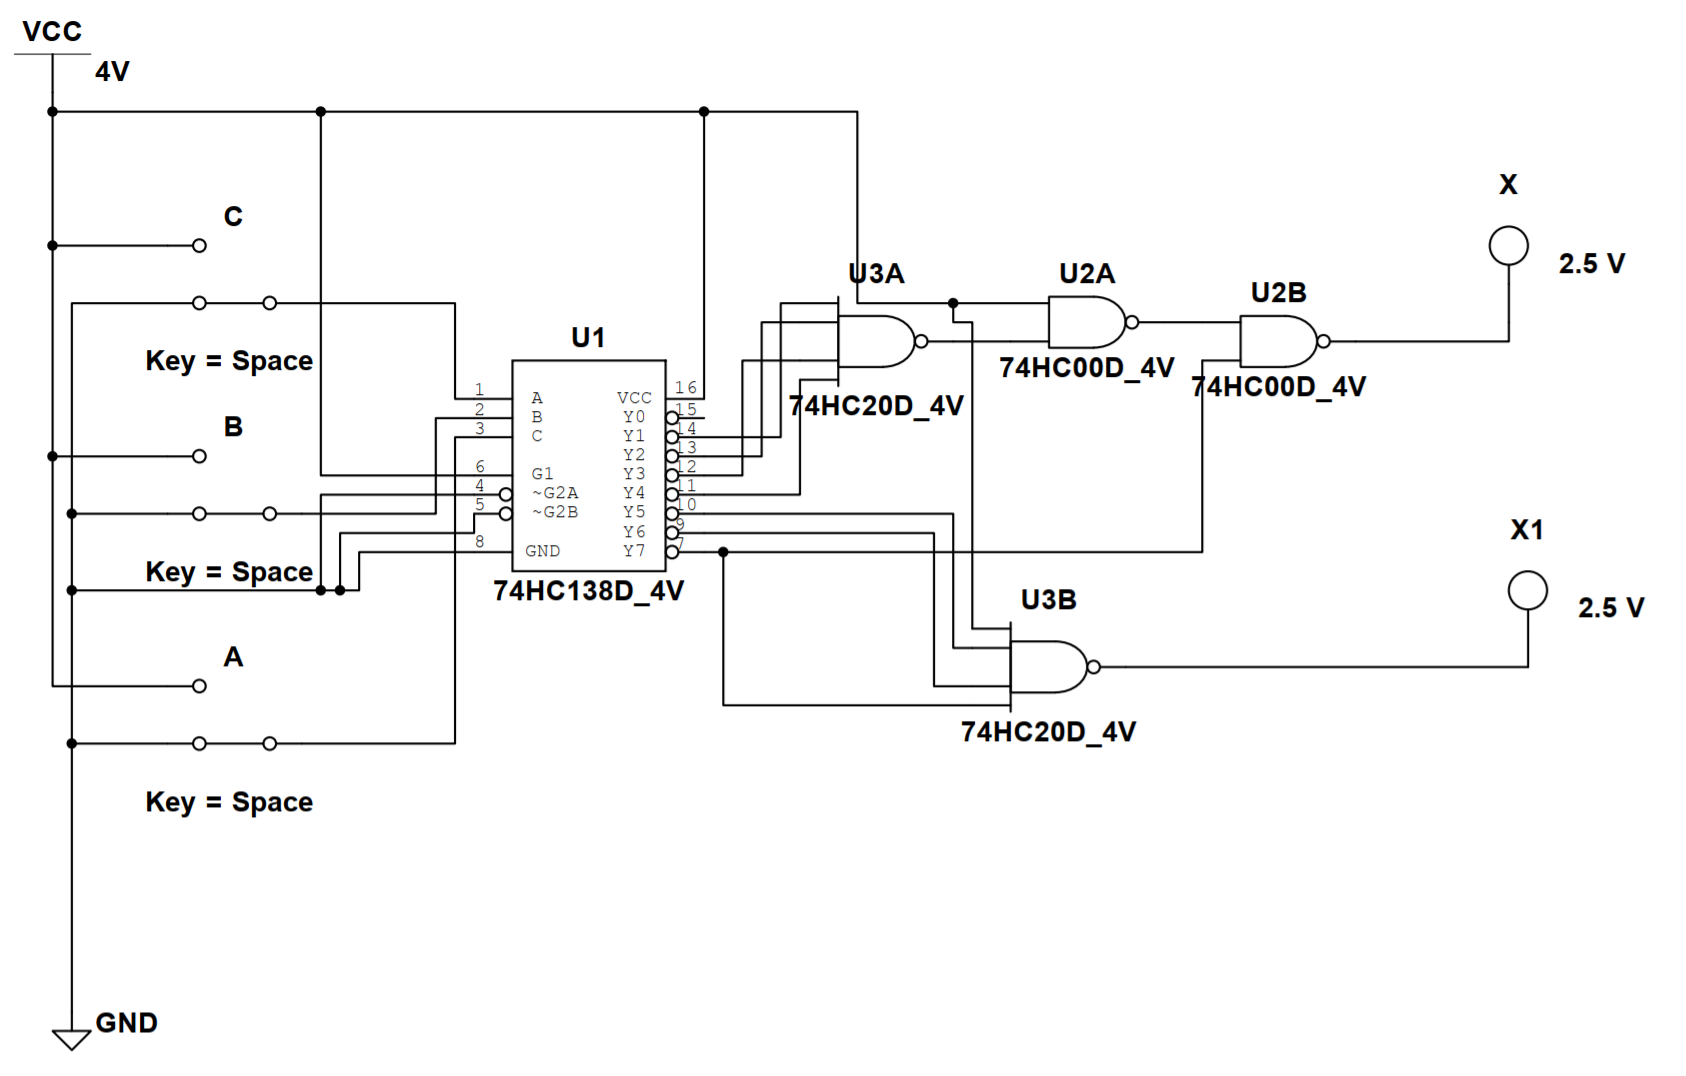 VCC
4V
C
Key = Space
B
Key = Space
A
Key = Space
GND
U1
1
2
3
6
4
5
8
A
B
C
G1
~G2A
~G2B
GND
VCC
Y0
Y1
Y2
Y3
Y4
Y5
Y6
Y7
16
15
14
13
12
11
10
9
7
74HC138D_4V
U3A
74HC20D_4V
U2A
74HC00D_4V
U2B
74HC00D_4V
X
2.5 V
X1
2.5 V
U3B
74HC20D_4V